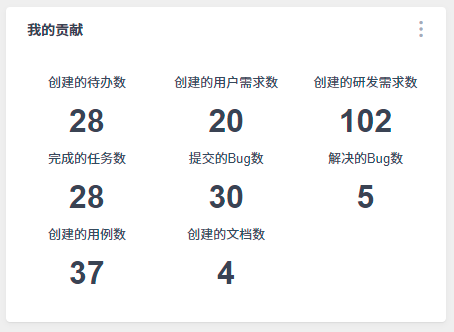 我的贡献
创建的待办数 创建的用户需求数 创建的研发需求数
28 20 102
完成的任务数 提交的Bug数 解决的Bug数
28 30 5
创建的用例数 创建的文档数
37 4